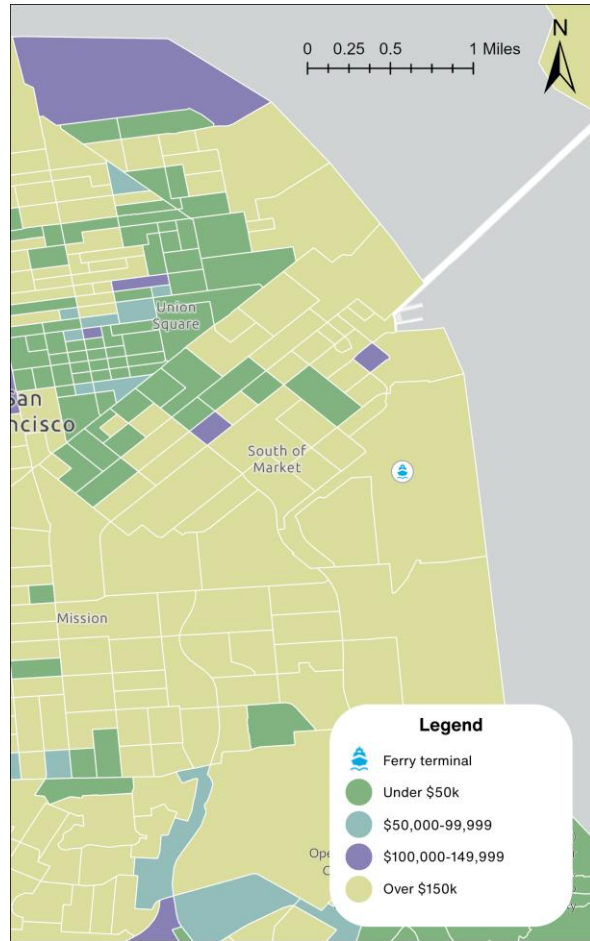 N
0 0.25 0.5 1 Miles
Union
Square
San
ncisco
South of
Market
Mission
Legend
Ferry terminal
Under $50k
$50,000-99,999
$100,000-149,999
Over $150k
Ope